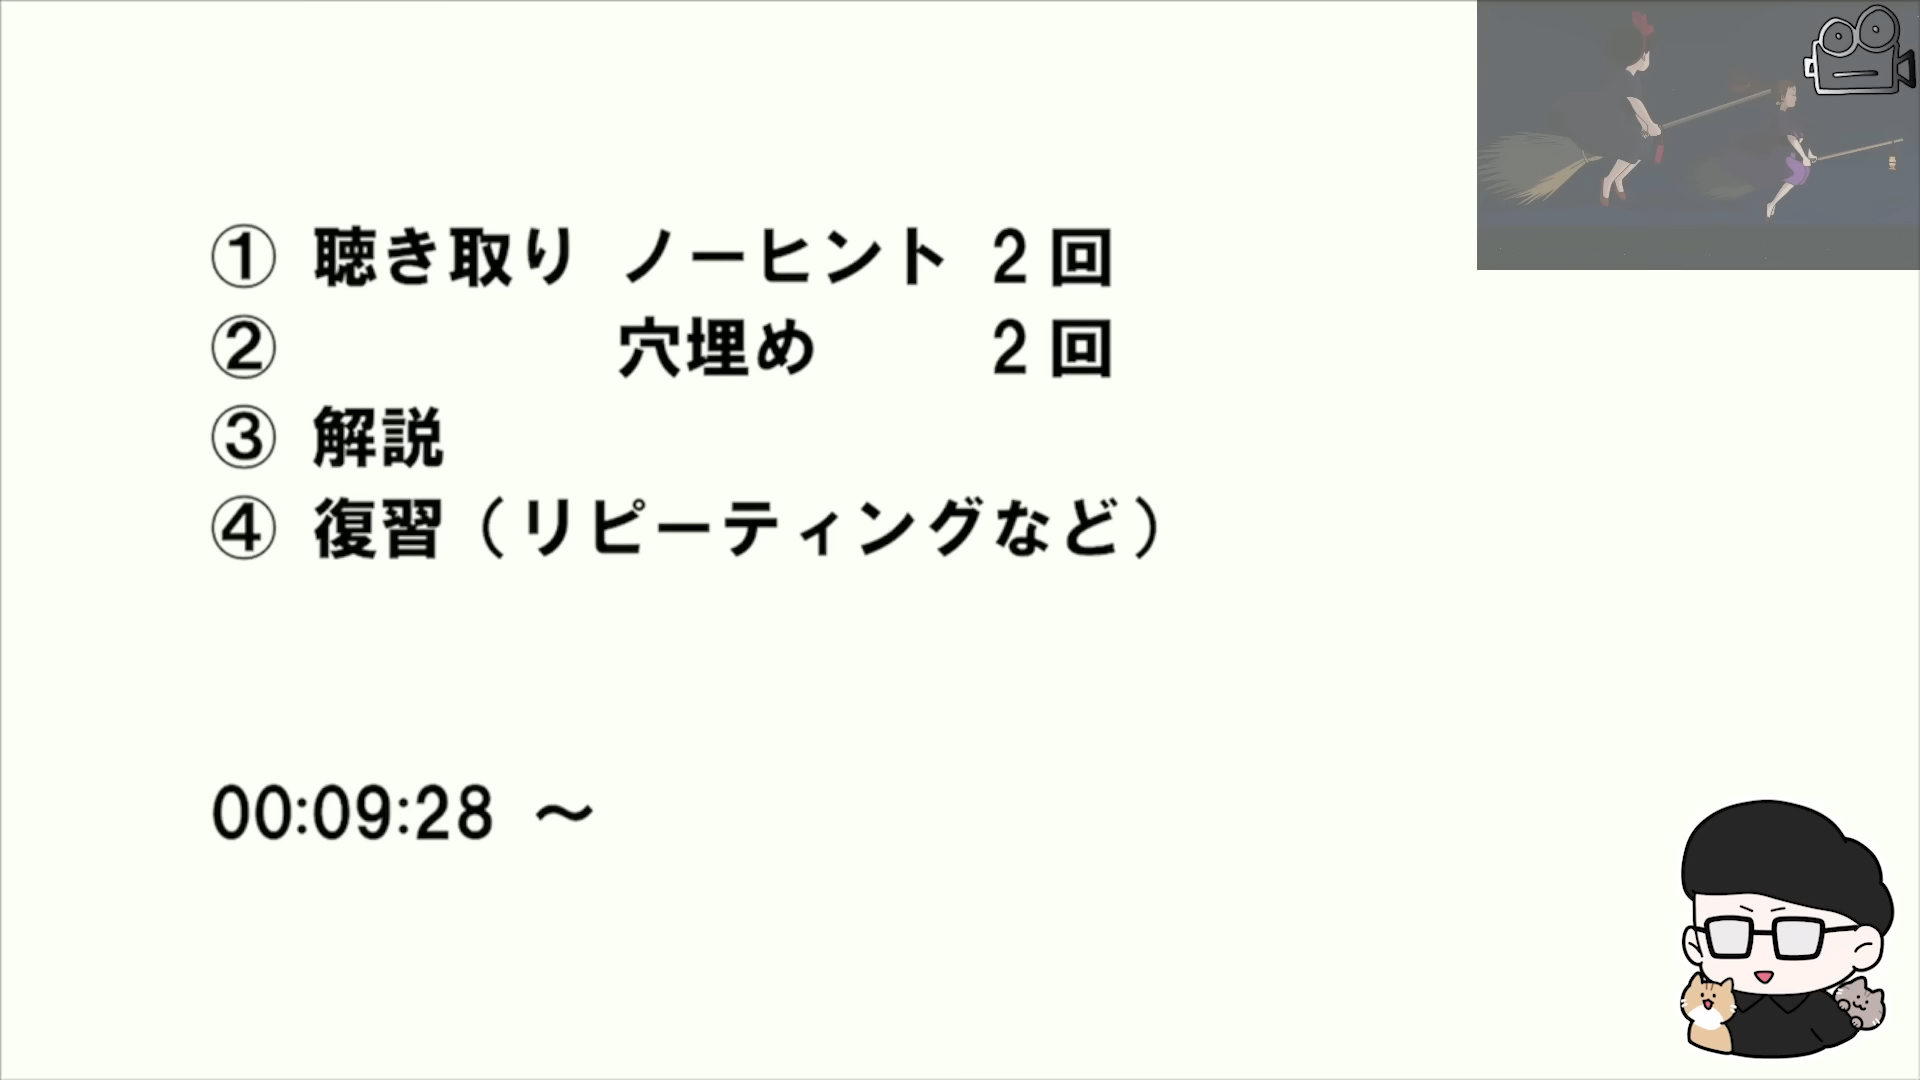 ① 聴き取り ノーヒント 2回
② 穴埋め 2回
③ 解説
④ 復習（リピーティングなど）
00:09:28 ～